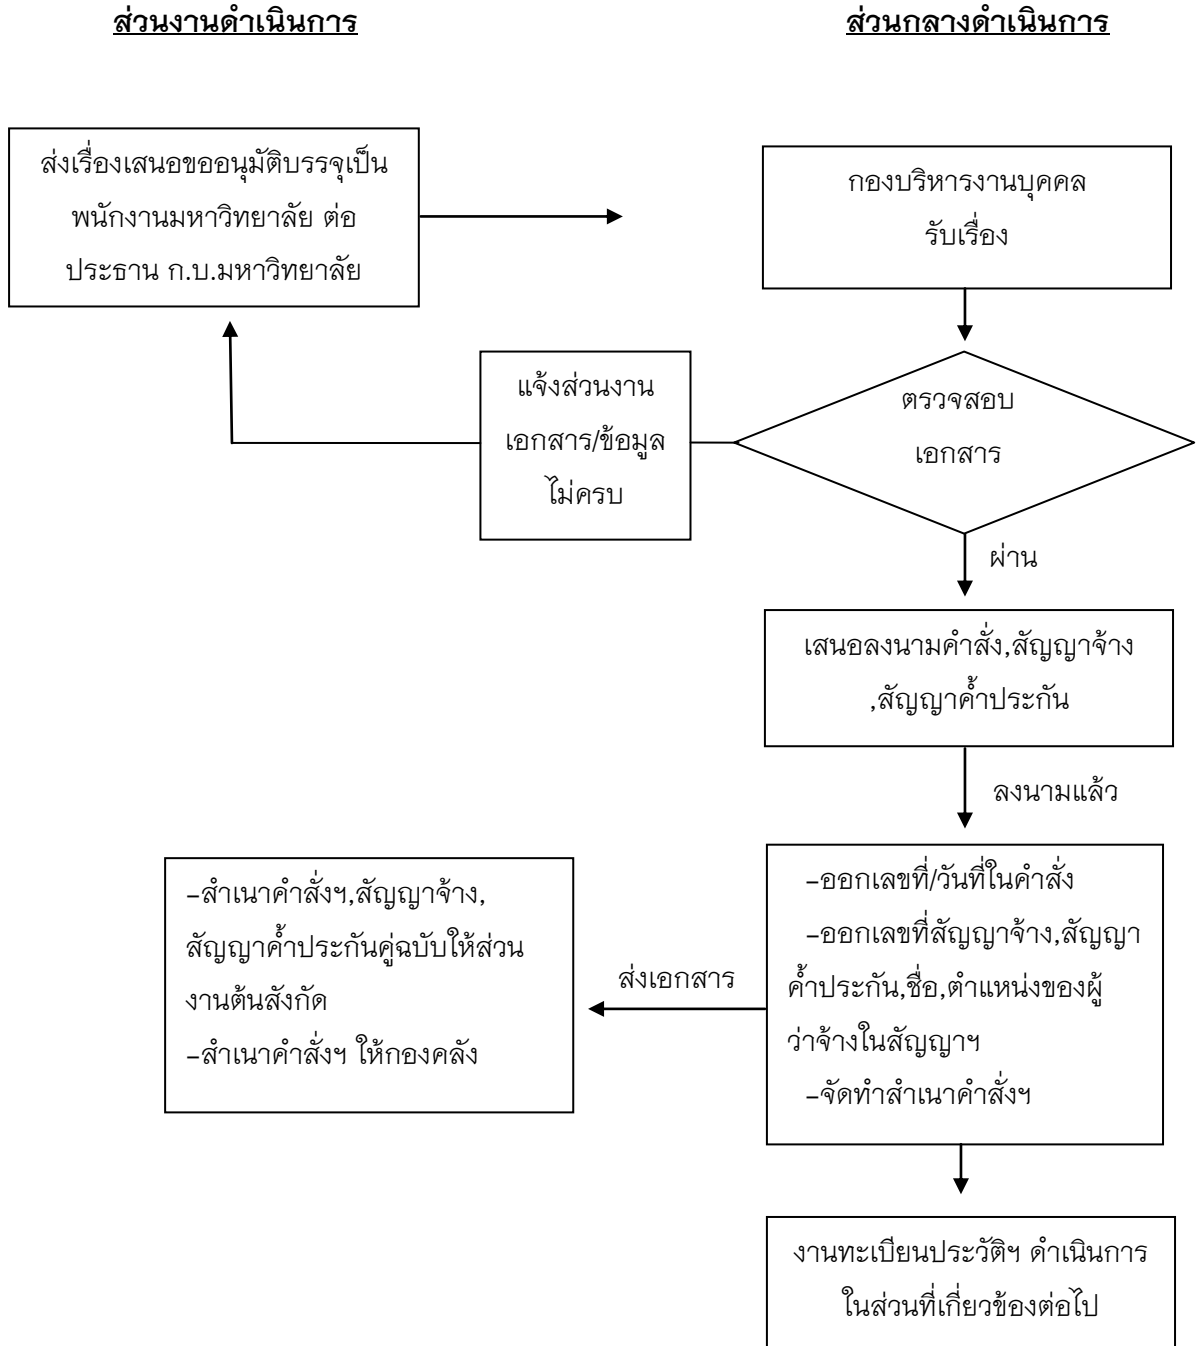 ส่วนงานดำเนินการ
ส่วนกลางดำเนินการ
ส่งเรื่องเสนอขออนุมัติบรรจุเป็น
พนักงานมหาวิทยาลัย ต่อ
ประธาน ก.บ.มหาวิทยาลัย
กองบริหารงานบุคคล
รับเรื่อง
แจ้งส่วนงาน
เอกสาร/ข้อมูล
ไม่ครบ
ตรวจสอบ
เอกสาร
ผ่าน
เสนอลงนามคำสั่ง,สัญญาจ้าง
,สัญญาค้ำประกัน
ลงนามแล้ว
-ออกเลขที่/วันที่ในคำสั่ง
-ออกเลขที่สัญญาจ้าง,สัญญา
ค้ำประกัน,ชื่อ,ตำแหน่งของผู้
ว่าจ้างในสัญญาฯ
-จัดทำสำเนาคำสั่งฯ
ส่งเอกสาร
-สำเนาคำสั่งฯ,สัญญาจ้าง,
สัญญาค้ำประกันคู่ฉบับให้ส่วน
งานต้นสังกัด
-สำเนาคำสั่งฯ ให้กองคลัง
งานทะเบียนประวัติฯ ดำเนินการ
ในส่วนที่เกี่ยวข้องต่อไป